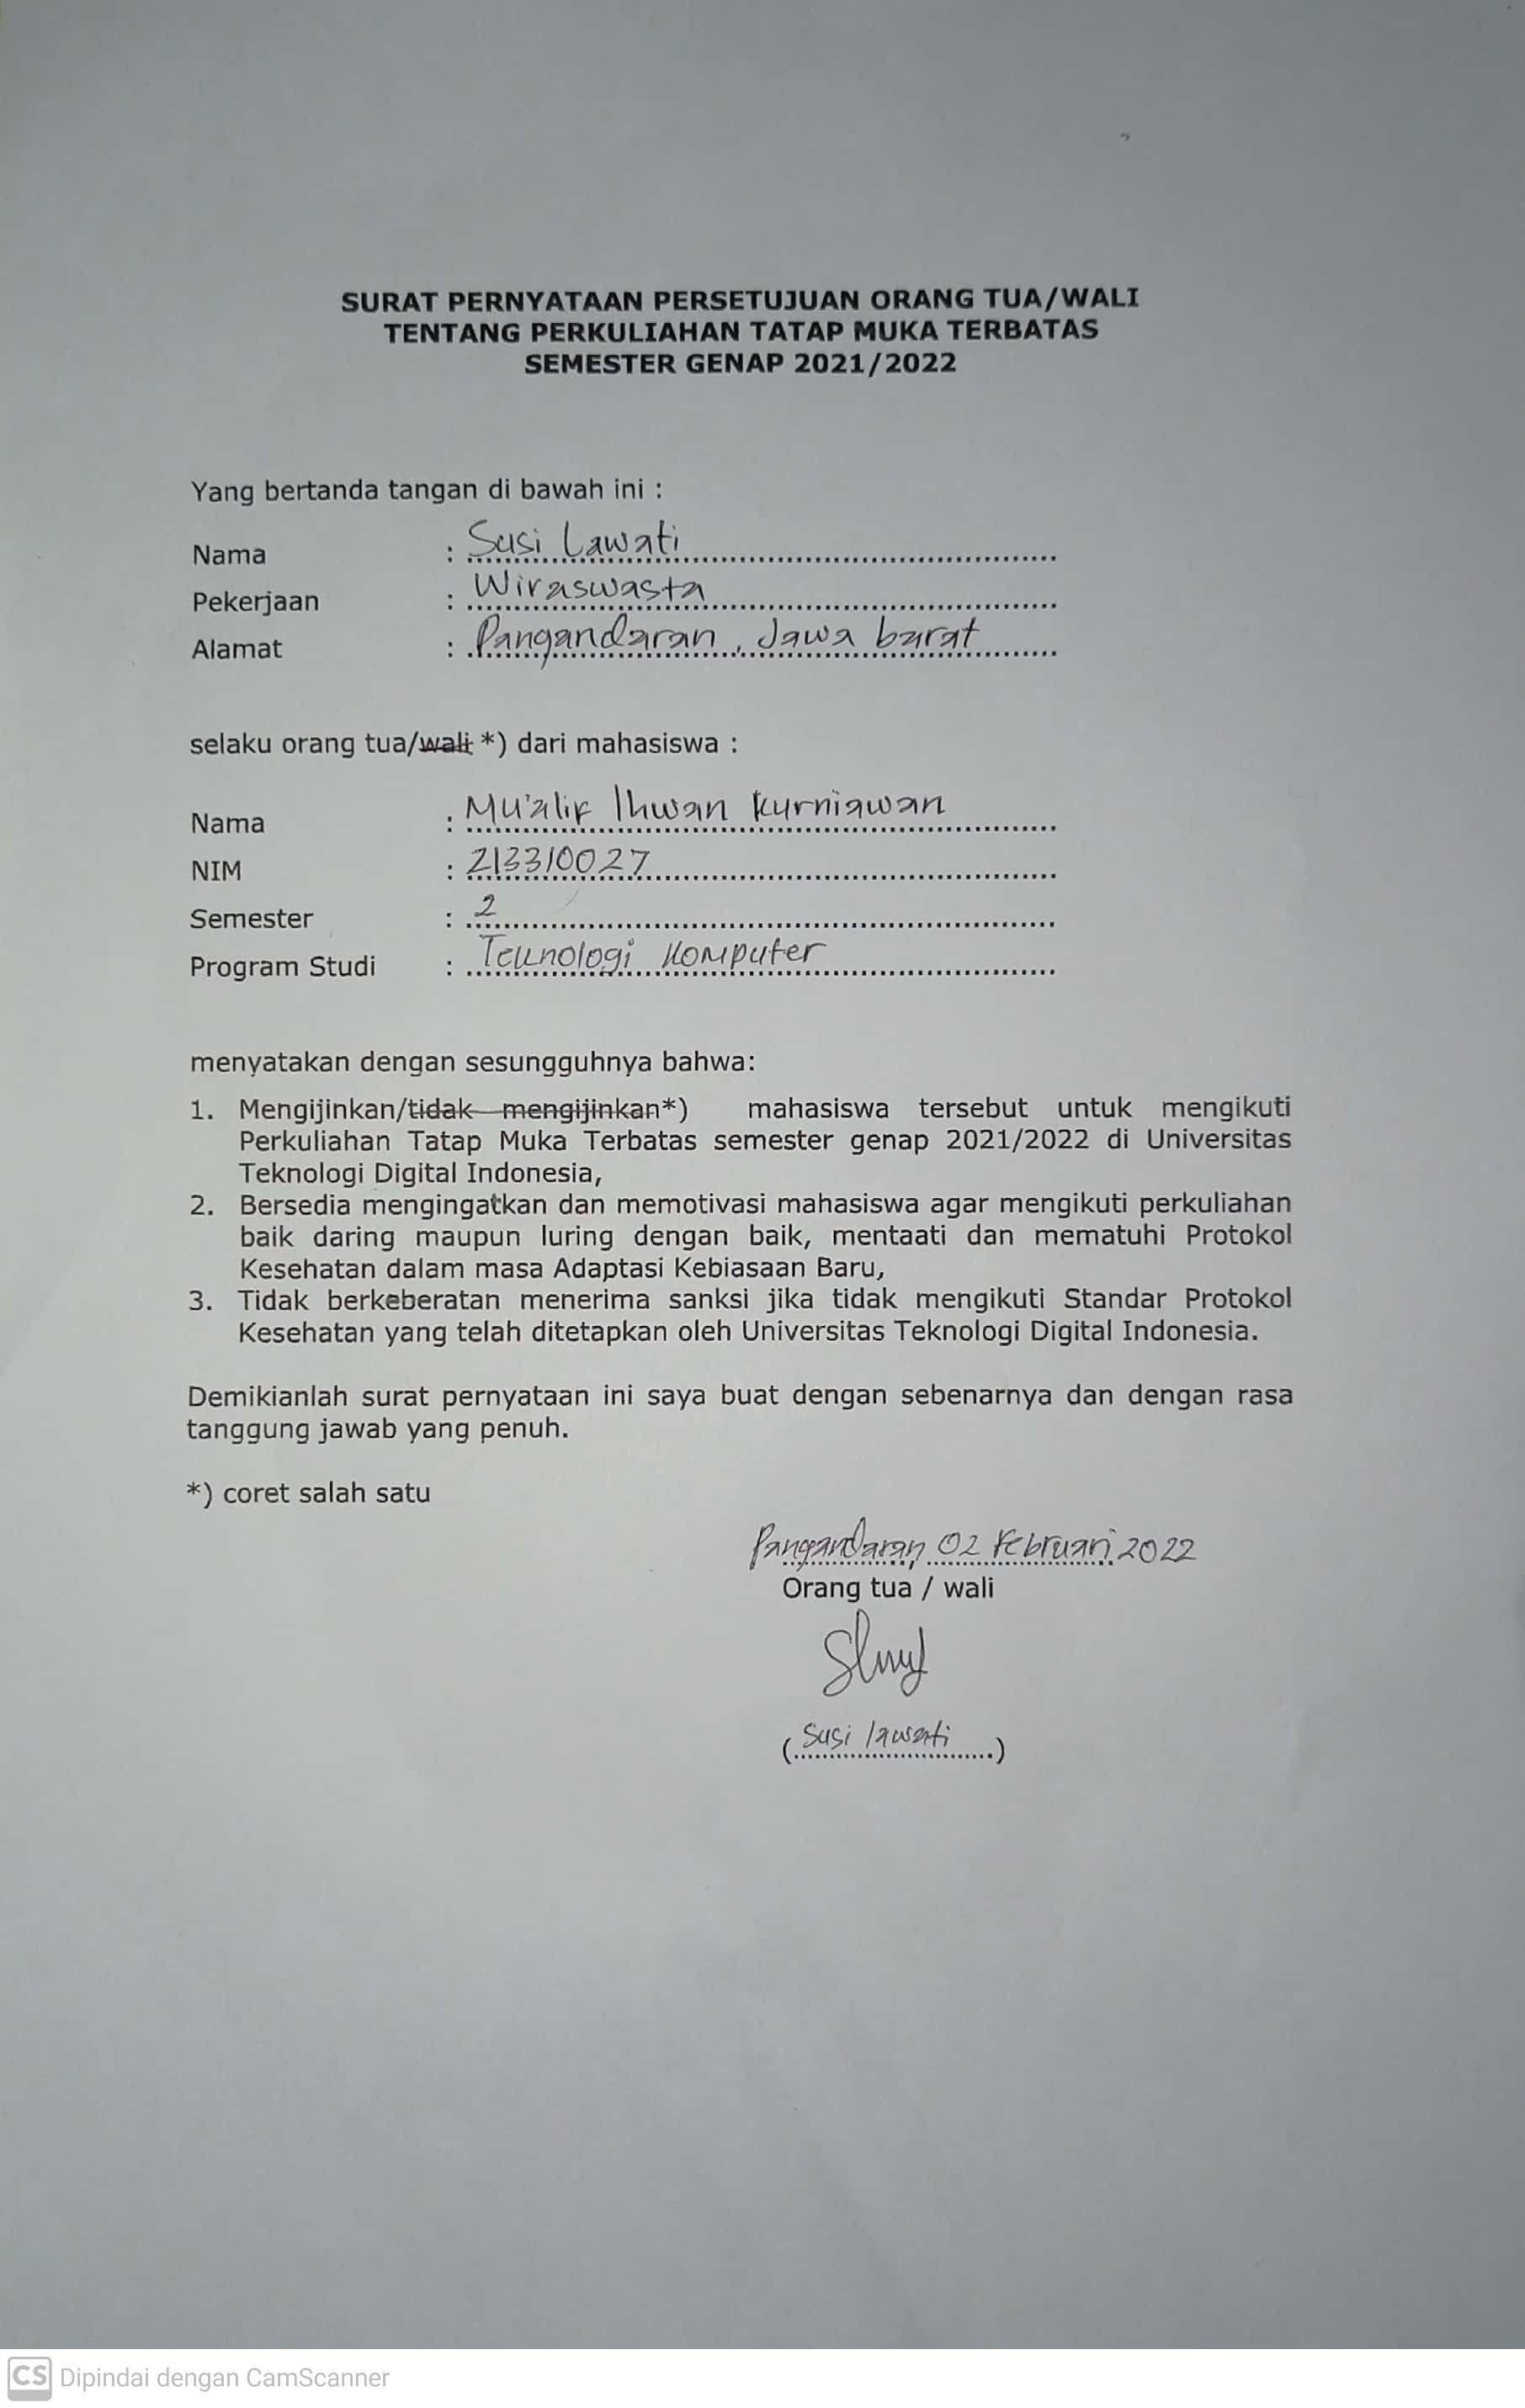 SURAT PERNYATAAN PERSETUJUAN ORANG TUA/WALI
TENTANG PERKULIAHAN TATAP MUKA TERBATAS
SEMESTER GENAP 2021/2022
Yang bertanda tangan di bawah ini :
Nama : Susi Lawati
Pekerjaan : Wiraswasta
Alamat : Pangandaran, Jawa barat
selaku orang tua/wali *) dari mahasiswa :
Nama : Mu'alif Ihwan Kurniawan
NIM : 213310027
Semester : 2
Program Studi : Teknologi Komputer
menyatakan dengan sesungguhnya bahwa:
1. Mengijinkan/tidak mengijinkan*) mahasiswa tersebut untuk mengikuti
Perkuliahan Tatap Muka Terbatas semester genap 2021/2022 di Universitas
Teknologi Digital Indonesia,
2. Bersedia mengingatkan dan memotivasi mahasiswa agar mengikuti perkuliahan
baik daring maupun luring dengan baik, mentaati dan mematuhi Protokol
Kesehatan dalam masa Adaptasi Kebiasaan Baru,
3. Tidak berkeberatan menerima sanksi jika tidak mengikuti Standar Protokol
Kesehatan yang telah ditetapkan oleh Universitas Teknologi Digital Indonesia.
Demikianlah surat pernyataan ini saya buat dengan sebenarnya dan dengan rasa
tanggung jawab yang penuh.
*) coret salah satu
Pangandaran, 02 Februari 2022
Orang tua / wali
(Susi lawati)
CS Dipindai dengan CamScanner